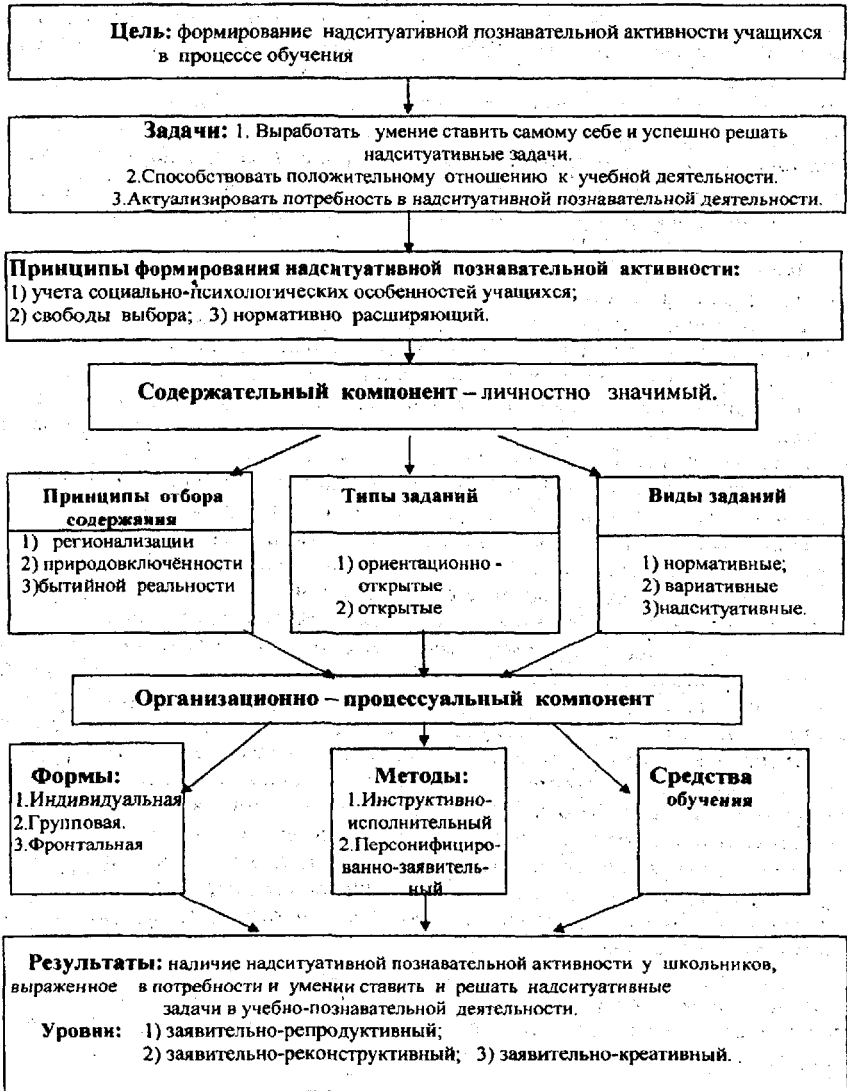 Цель: формирование надситуативной познавательной активности учащихся
в процессе обучения
Задачи: 1. Выработать умение ставить самому себе и успешно решать
надситуативные задачи.
2.Способствовать положительному отношению к учебной деятельности.
3.Актуализировать потребность в надситуативной познавательной деятельности.
Принципы формирования надситуативной познавательной активности:
1) учета социально-психологических особенностей учащихся;
2) свободы выбора; 3) нормативно расширяющий.
Содержательный компонент – личностно значимый.
Принципы отбора
содержания
1) регионализации
2) природовключённости
3)бытийной реальности
Типы заданий
1) ориентационно -
открытые
2) открытые
Виды заданий
1) нормативные;
2) вариативные
3)надситуативные.
Организационно – процессуальный компонент
Формы:
1.Индивидуальная
2.Групповая.
3.Фронтальная
Методы:
1.Инструктивно-
исполнительный
2.Персонифициро-
ванно-заявитель-
ный
Средства
обучения
Результаты: наличие надситуативной познавательной активности у школьников,
выраженное в потребности и умении ставить и решать надситуативные
задачи в учебно-познавательной деятельности.
Уровни: 1) заявительно-репродуктивный;
2) заявительно-реконструктивный; 3) заявительно-креативный.